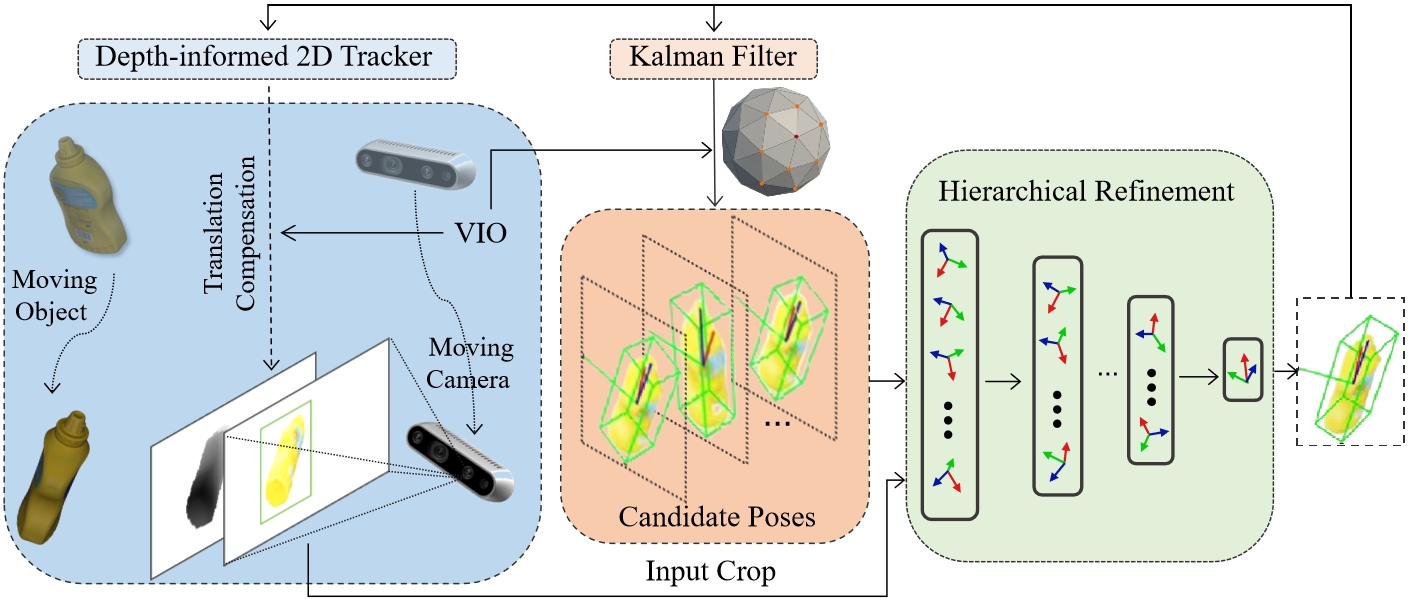 Depth-informed 2D Tracker
Kalman Filter
Translation
Compensation
VIO
Moving
Object
Moving
Camera
...
Candidate Poses
Input Crop
Hierarchical Refinement
...